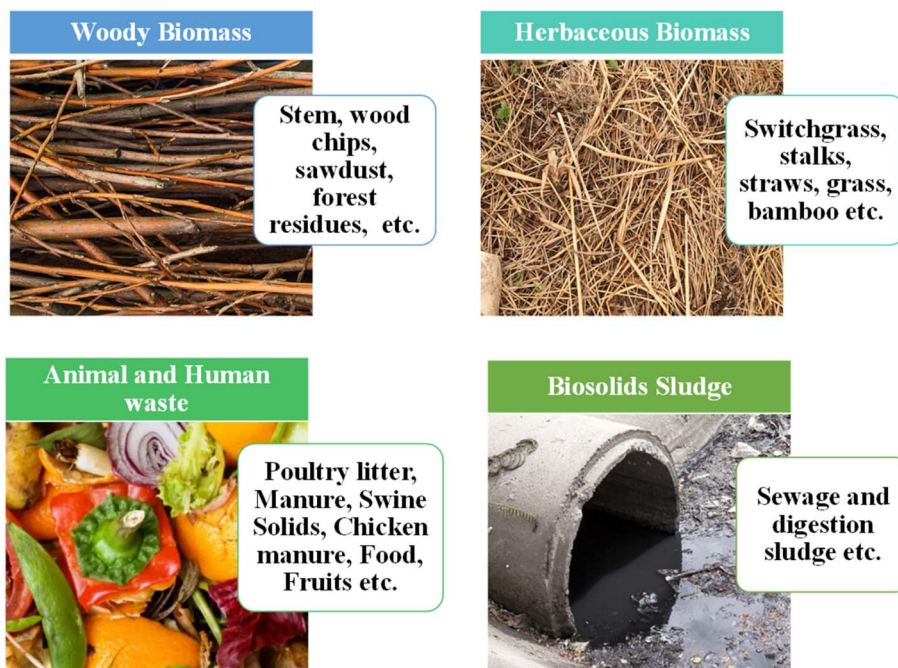 Woody Biomass
Stem, wood
chips,
sawdust,
forest
residues, etc.
Herbaceous Biomass
Switchgrass,
stalks,
straws, grass,
bamboo etc.
Animal and Human
waste
Poultry litter,
Manure, Swine
Solids, Chicken
manure, Food,
Fruits etc.
Biosolids Sludge
Sewage and
digestion
sludge etc.